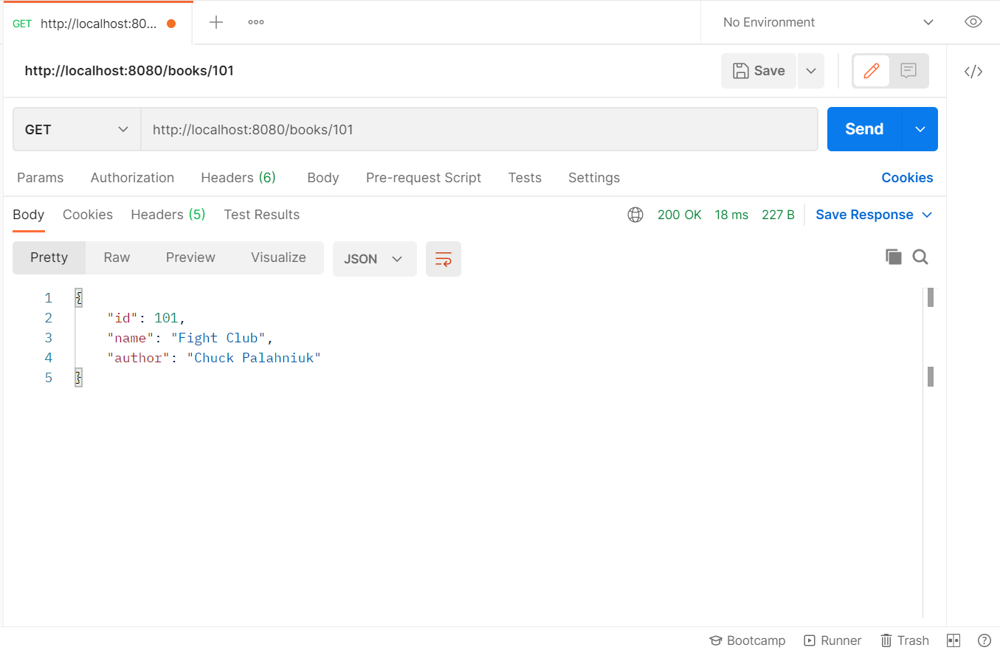 GET http://localhost:80... No Environment
http://localhost:8080/books/101 Save </>
GET http://localhost:8080/books/101 Send
Params Authorization Headers (6) Body Pre-request Script Tests Settings Cookies
Body Cookies Headers (5) Test Results 200 OK 18 ms 227 B Save Response
Pretty Raw Preview Visualize JSON
1 {
2 "id": 101,
3 "name": "Fight Club",
4 "author": "Chuck Palahniuk"
5 }
Bootcamp Runner Trash